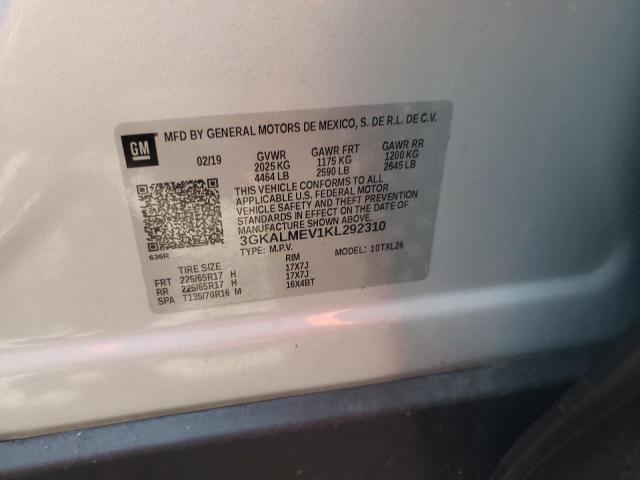 MFD BY GENERAL MOTORS DE MEXICO, S. DE R.L. DE C.V.
GM
02/19 GVWR GAWR FRT GAWR RR
2025 KG 1175 KG 1200 KG
4464 LB 2590 LB 2645 LB
THIS VEHICLE CONFORMS TO ALL
APPLICABLE U.S. FEDERAL MOTOR
VEHICLE SAFETY AND THEFT PREVENTION
STANDARDS IN EFFECT ON THE DATE OF
MANUFACTURE SHOWN ABOVE.
3GKALMEV1KL292310
636R
TYPE: M.P.V. MODEL: 10TXL26
TIRE SIZE RIM
FRT 225/65R17 H 17X7J
RR 225/65R17 H 17X7J
SPA T135/70R16 M 16X4BT